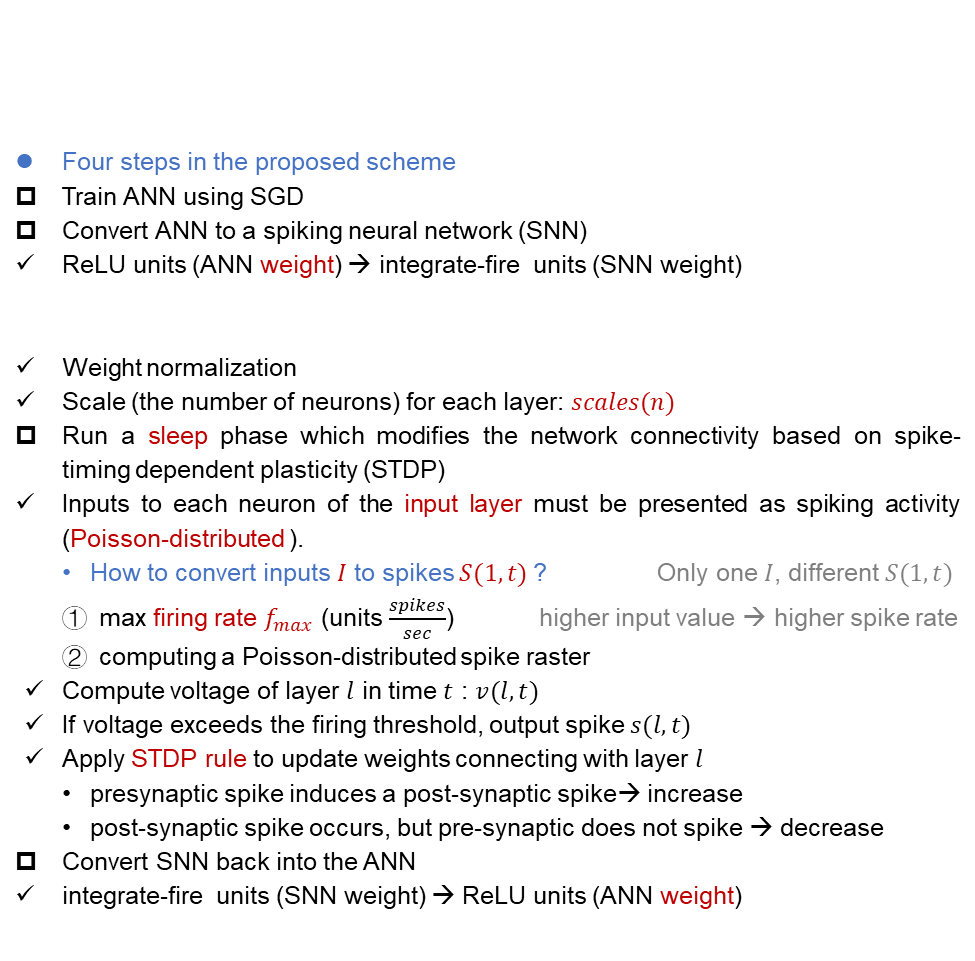 ● Four steps in the proposed scheme
◻ Train ANN using SGD
◻ Convert ANN to a spiking neural network (SNN)
✓ ReLU units (ANN weight) → integrate-fire units (SNN weight)
✓ Weight normalization
✓ Scale (the number of neurons) for each layer: scales(n)
◻ Run a sleep phase which modifies the network connectivity based on spike-
timing dependent plasticity (STDP)
✓ Inputs to each neuron of the input layer must be presented as spiking activity
(Poisson-distributed ).
• How to convert inputs I to spikes S(1, t) ? Only one I, different S(1, t)
① max firing rate f_max (units spikes/sec) higher input value → higher spike rate
② computing a Poisson-distributed spike raster
✓ Compute voltage of layer l in time t : v(l, t)
✓ If voltage exceeds the firing threshold, output spike s(l, t)
✓ Apply STDP rule to update weights connecting with layer l
• presynaptic spike induces a post-synaptic spike→ increase
• post-synaptic spike occurs, but pre-synaptic does not spike → decrease
◻ Convert SNN back into the ANN
✓ integrate-fire units (SNN weight) → ReLU units (ANN weight)